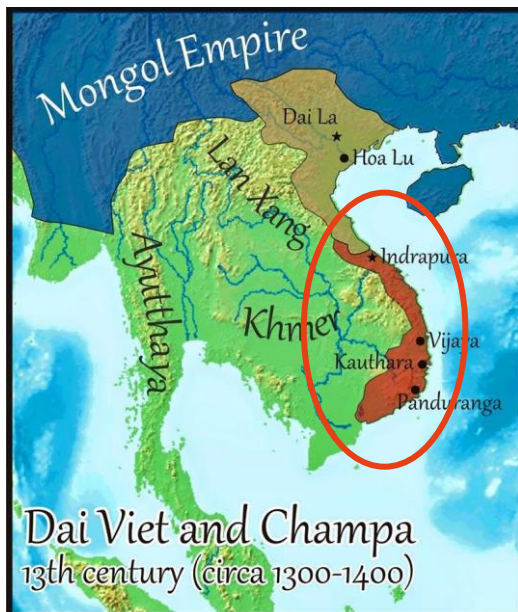 Mongol Empire
Dai La
Hoa Lu
Lan Xang
Ayutthaya
Indrapura
Khmer
Vijaya
Kauthara
Panduranga
Dai Viet and Champa
13th century (circa 1300-1400)